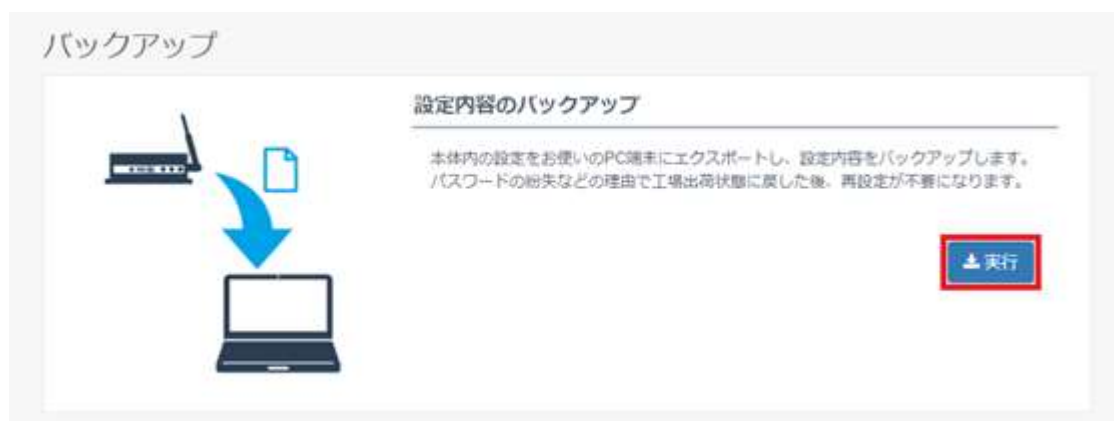 バックアップ
設定内容のバックアップ
本体内の設定をお使いのPC端末にエクスポートし、設定内容をバックアップします。
パスワードの紛失などの理由で工場出荷状態に戻した後、再設定が不要になります。
実行